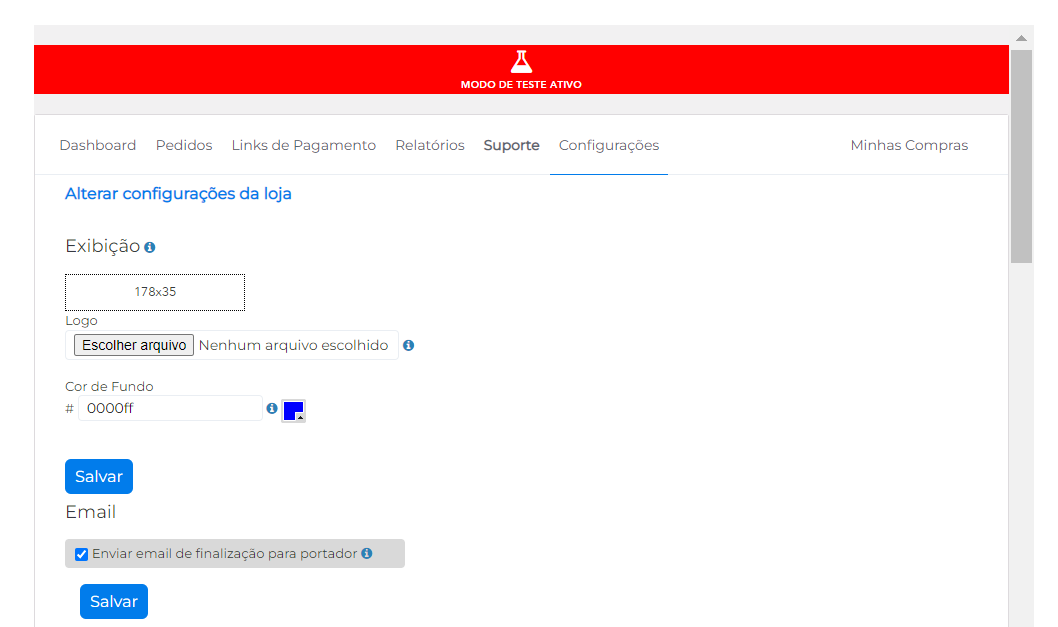 MODO DE TESTE ATIVO
Dashboard Pedidos Links de Pagamento Relatórios Suporte Configurações Minhas Compras
Alterar configurações da loja
Exibição
178x35
Logo
Escolher arquivo Nenhum arquivo escolhido
Cor de Fundo
# 0000ff
Salvar
Email
Enviar email de finalização para portador
Salvar